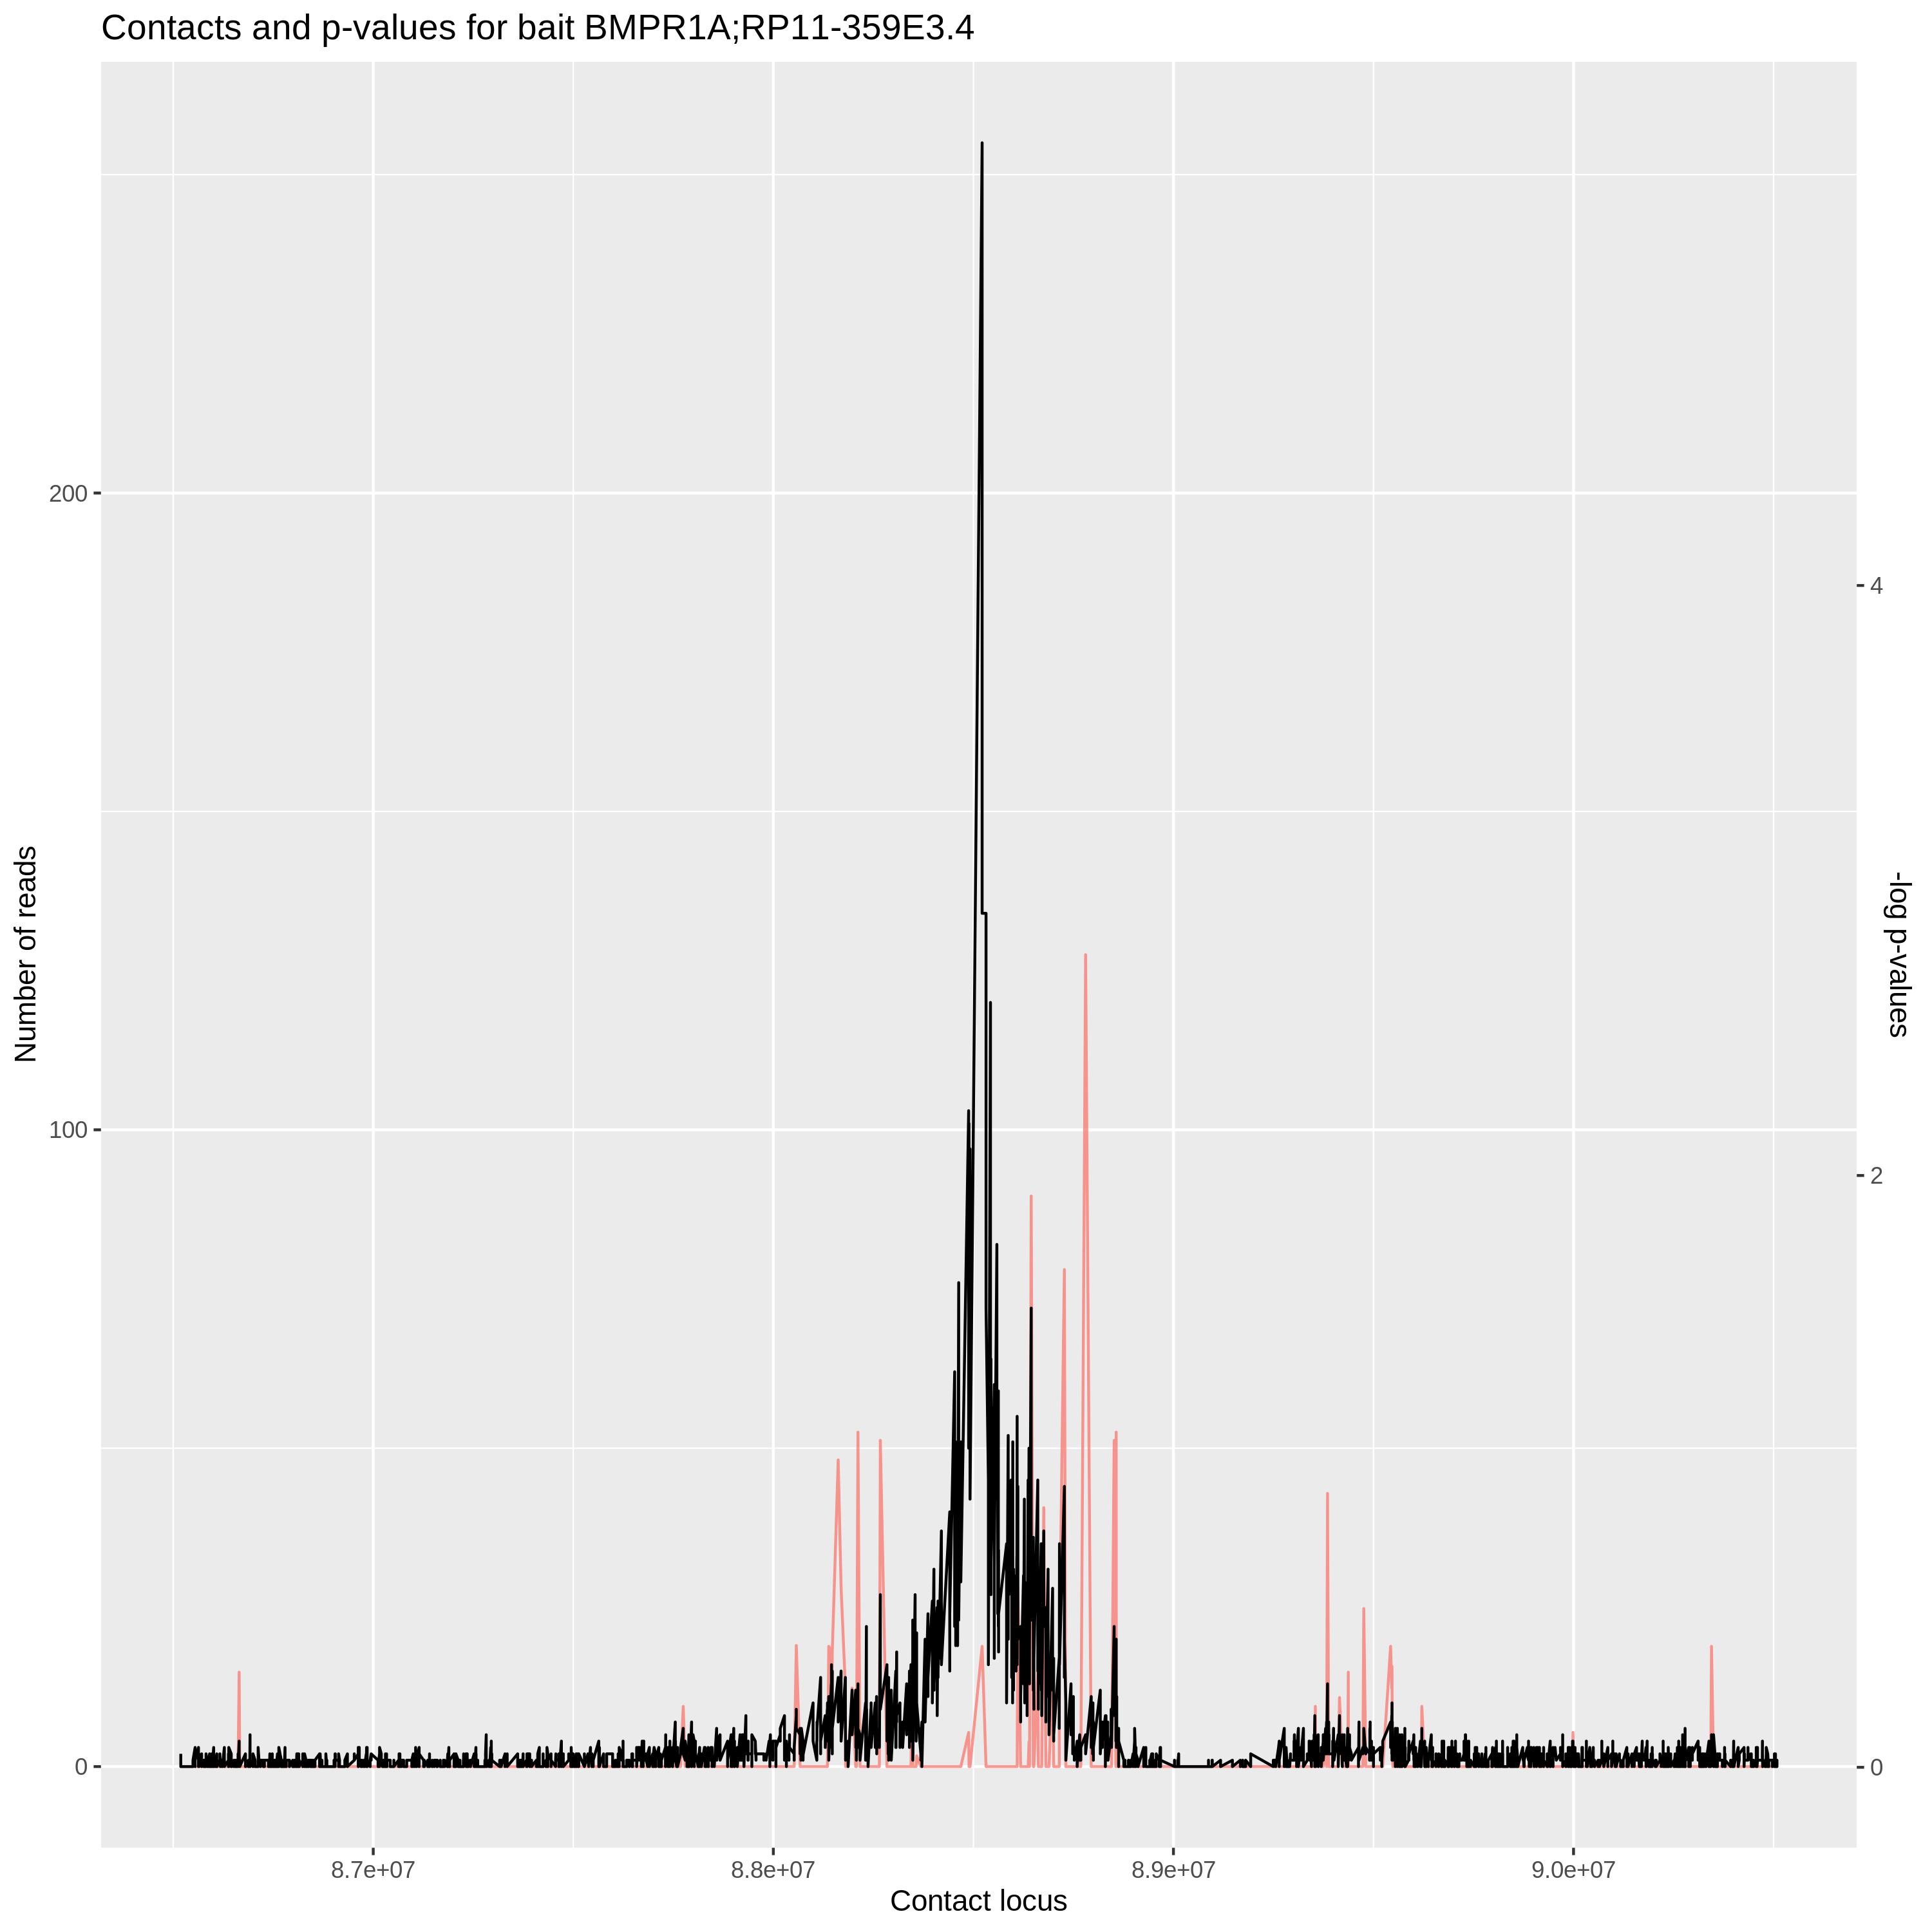 Contacts and p-values for bait BMPR1A;RP11-359E3.4
Number of reads
200
100
0
-log p-values
4
2
0
8.7e+07
8.8e+07
8.9e+07
9.0e+07
Contact locus